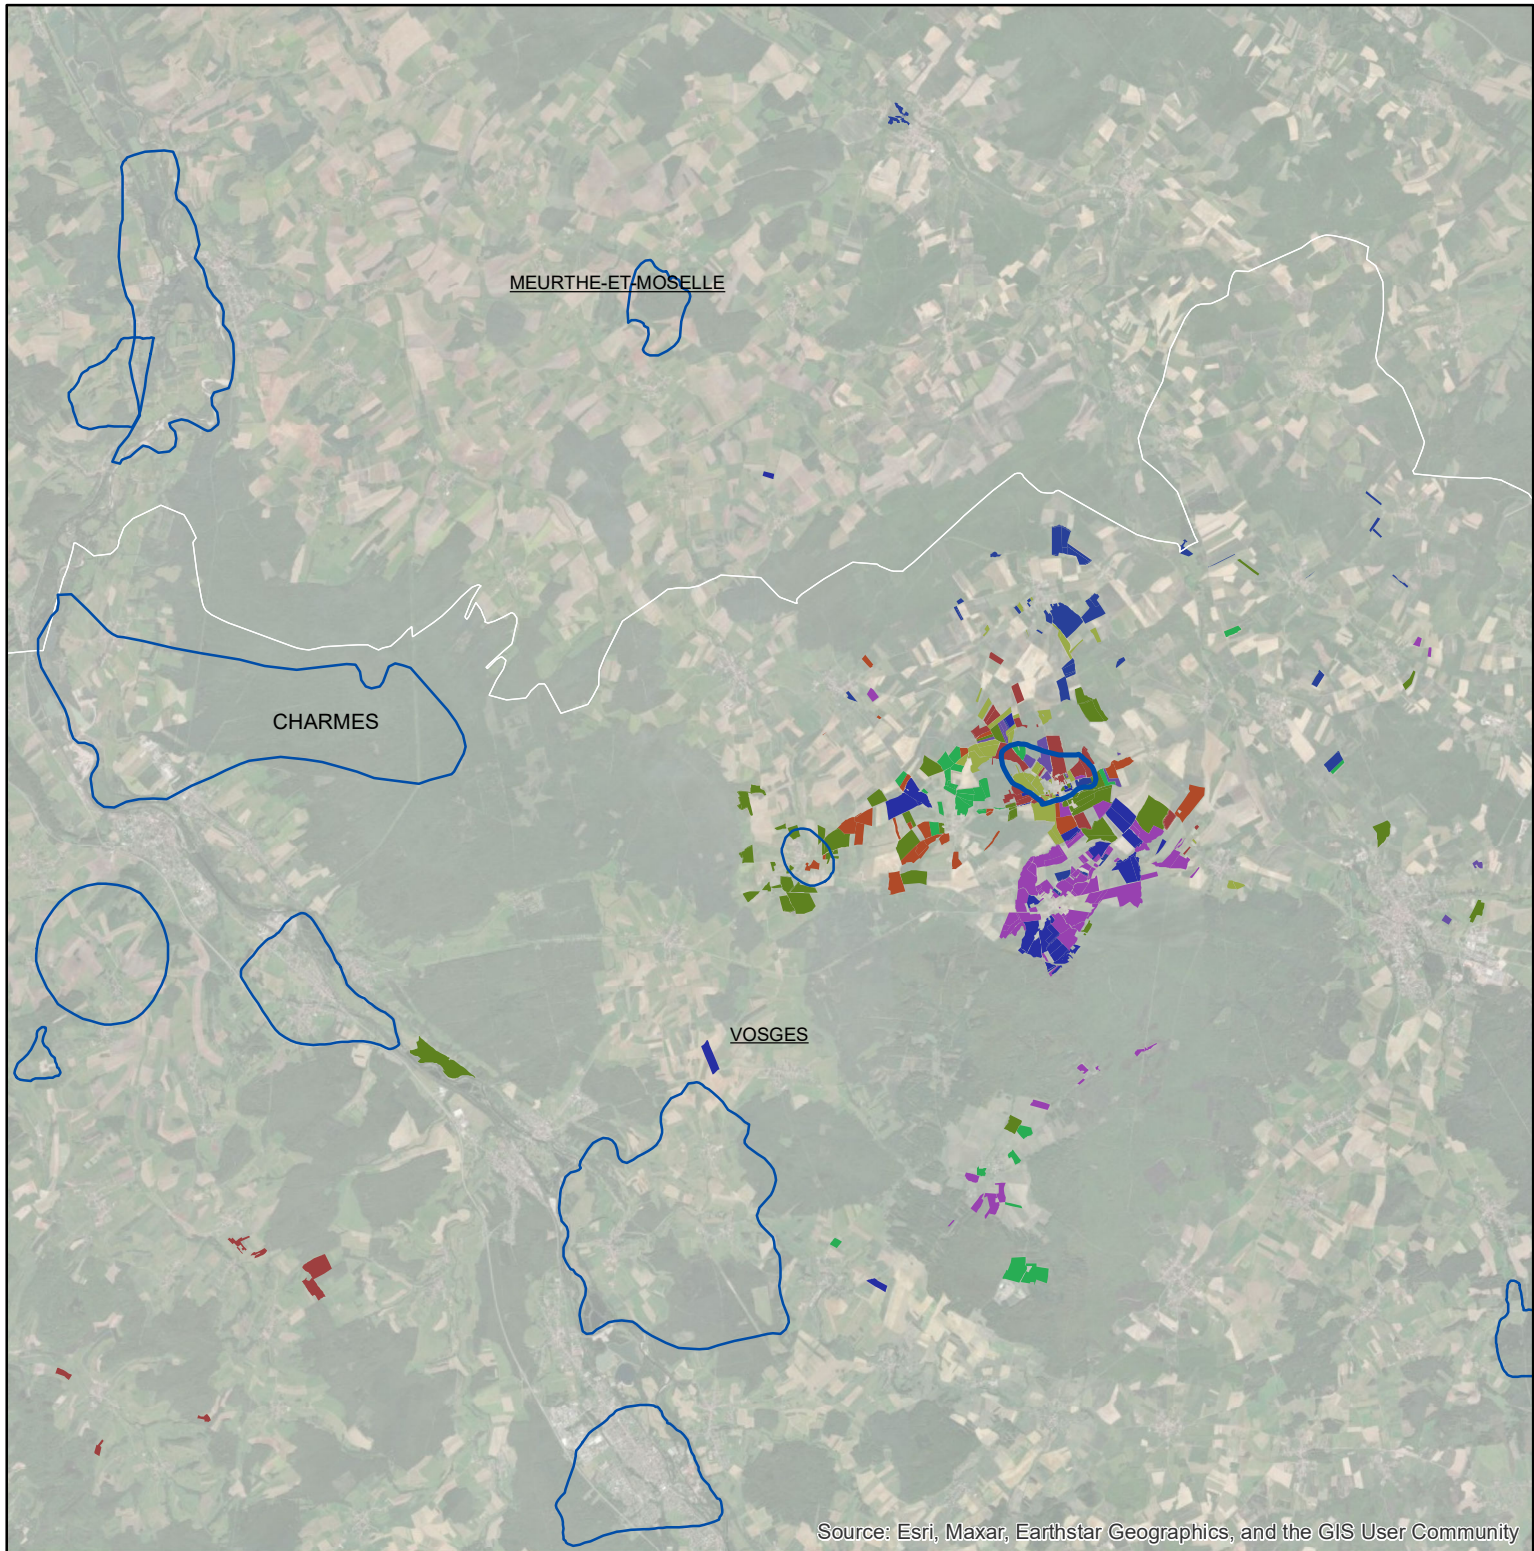 MEURTHE-ET-MOSELLE
CHARMES
VOSGES
Source: Esri, Maxar, Earthstar Geographics, and the GIS User Community